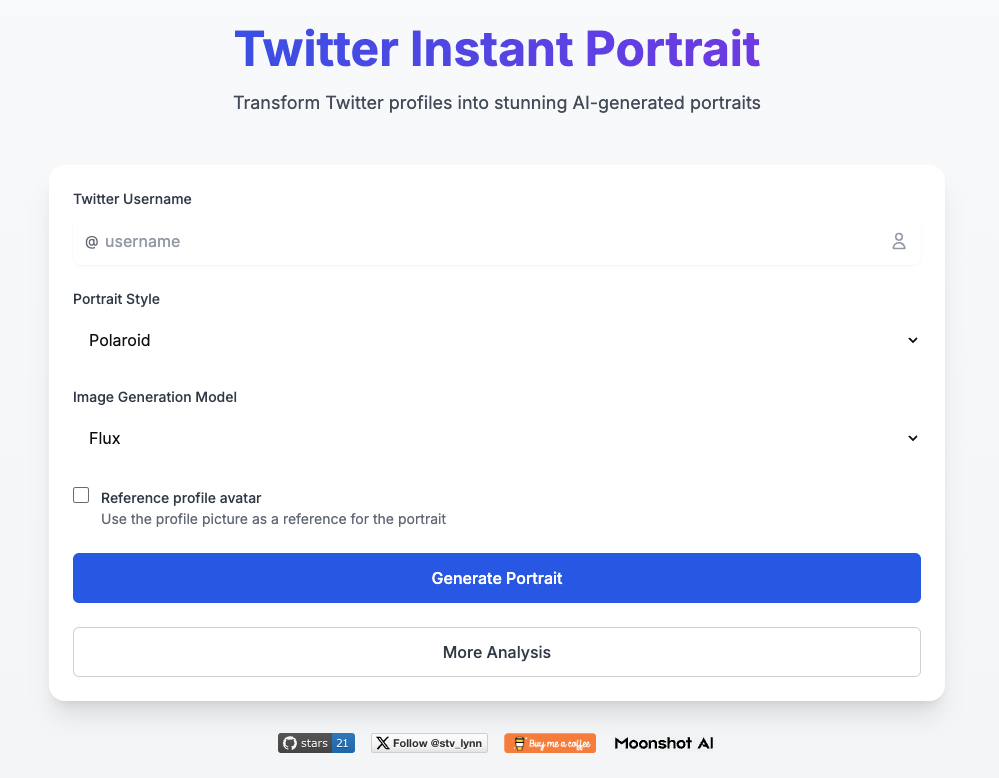 Twitter Instant Portrait
Transform Twitter profiles into stunning AI-generated portraits
Twitter Username
@ username
Portrait Style
Polaroid
Image Generation Model
Flux
Reference profile avatar
Use the profile picture as a reference for the portrait
Generate Portrait
More Analysis
stars 21 Follow @stv_lynn Buy me a coffee Moonshot AI